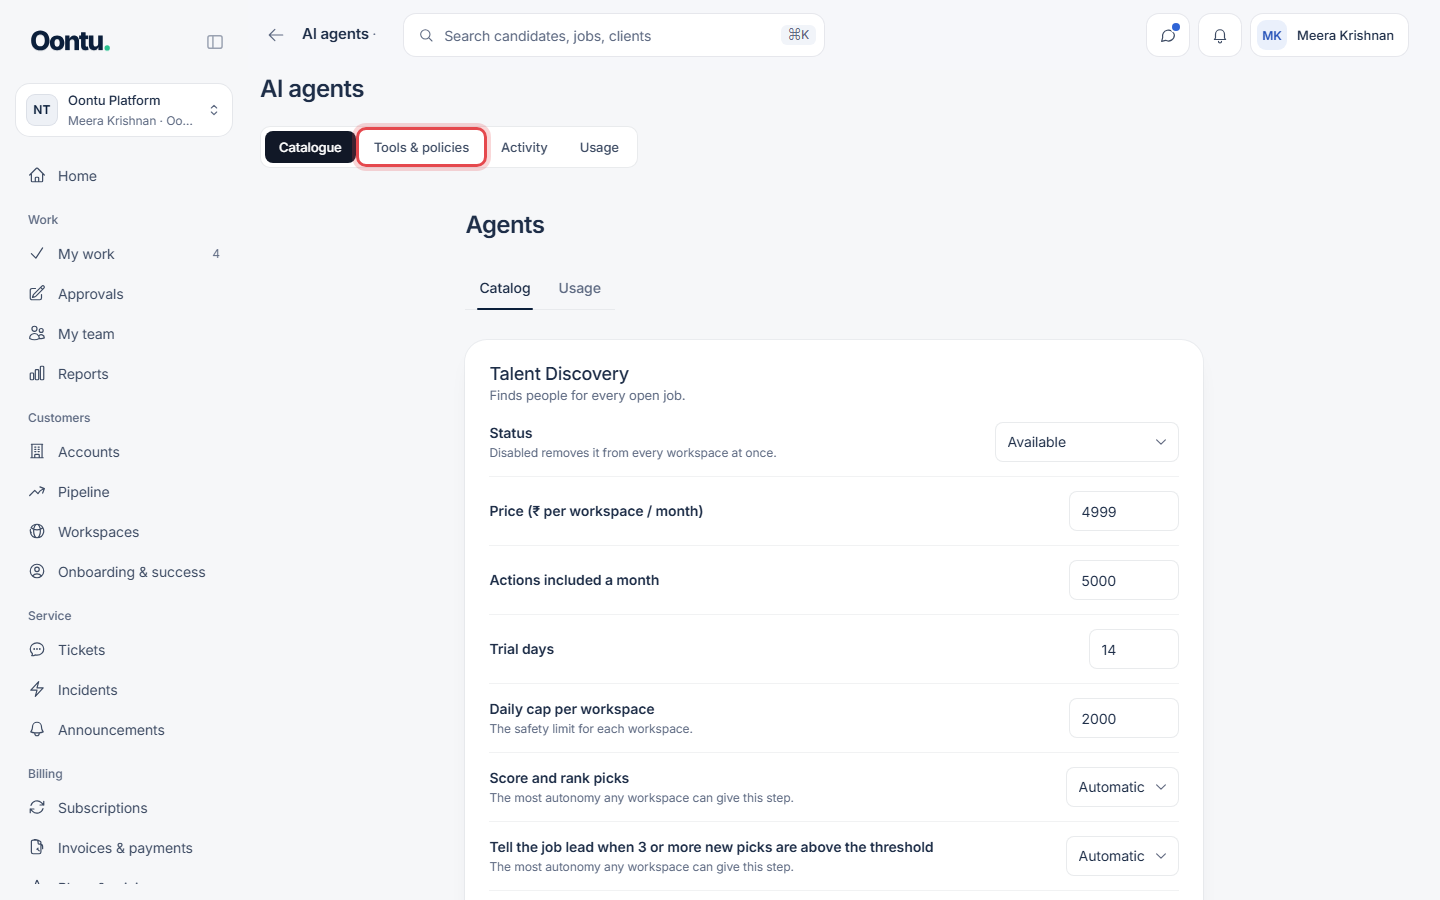 Oontu.
AI agents ·
Search candidates, jobs, clients
⌘K
MK
Meera Krishnan
NT
Oontu Platform
Meera Krishnan · Oo...
Home
Work
My work
4
Approvals
My team
Reports
Customers
Accounts
Pipeline
Workspaces
Onboarding & success
Service
Tickets
Incidents
Announcements
Billing
Subscriptions
Invoices & payments
AI agents
Catalogue
Tools & policies
Activity
Usage
Agents
Catalog
Usage
Talent Discovery
Finds people for every open job.
Status
Disabled removes it from every workspace at once.
Available
Price (₹ per workspace / month)
4999
Actions included a month
5000
Trial days
14
Daily cap per workspace
The safety limit for each workspace.
2000
Score and rank picks
The most autonomy any workspace can give this step.
Automatic
Tell the job lead when 3 or more new picks are above the threshold
The most autonomy any workspace can give this step.
Automatic